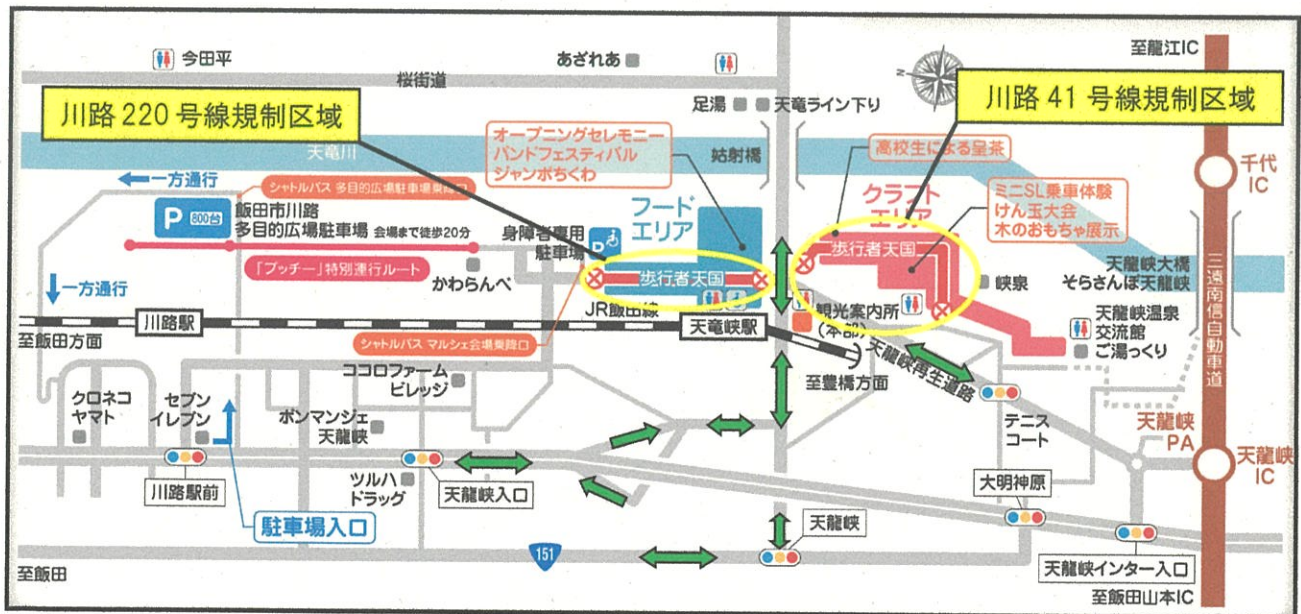 今田平
あざれあ
至龍江IC
桜街道
川路220号線規制区域
川路41号線規制区域
足湯
天竜ライン下り
N
オープニングセレモニー
バンドフェスティバル
ジャンボちくわ
姑射橋
高校生による呈茶
天竜川
千代
IC
一方通行
シャトルバス 多目的広場駐車場乗降口
フード
エリア
クラフト
エリア
ミニSL乗車体験
けん玉大会
木のおもちゃ展示
P 800台
飯田市川路
多目的広場駐車場 会場まで徒歩20分
身障者専用
駐車場
P
歩行者天国
歩行者天国
「プッチー」特別運行ルート
かわらんべ
峡泉
天龍峡大橋
そらさんぽ天龍峡
三遠南信自動車道
一方通行
JR飯田線
観光案内所
(本部)
天龍峡温泉
交流館
ご湯っくり
川路駅
天竜峡駅
至飯田方面
シャトルバス マルシェ会場乗降口
至豊橋方面
天龍峡再生道路
ココロファーム
ビレッジ
クロネコ
ヤマト
セブン
イレブン
ボンマンジェ
天龍峡
テニス
コート
天龍峡
PA
天龍峡
IC
川路駅前
ツルハ
ドラッグ
天龍峡入口
大明神原
駐車場入口
天龍峡
151
天龍峡インター入口
至飯田
至飯田山本IC